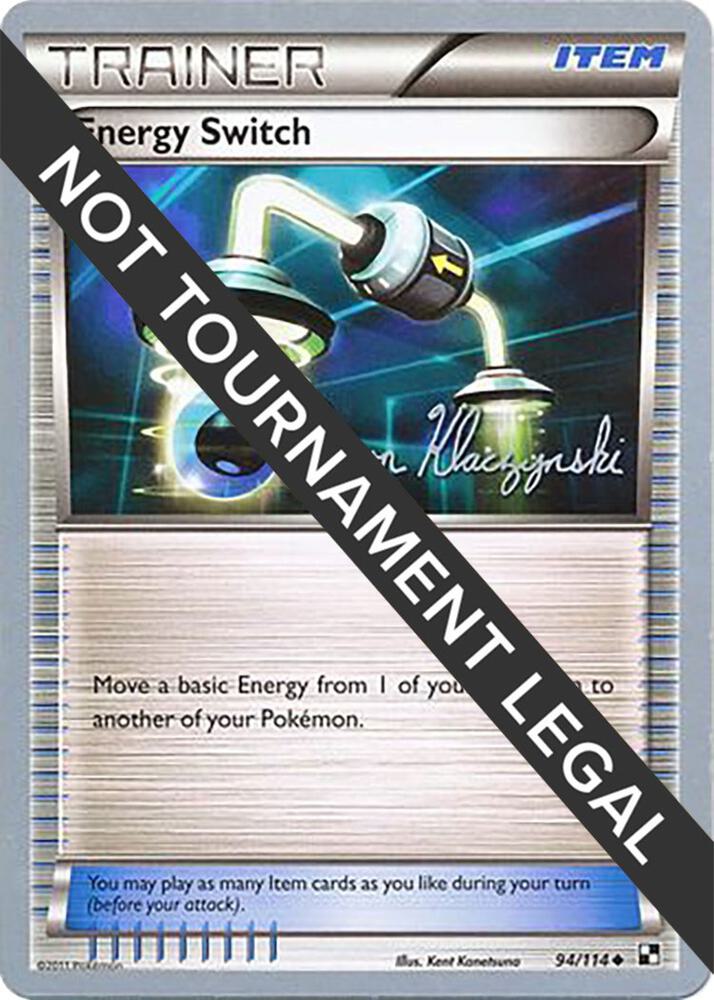 TRAINER
ITEM
Energy Switch
NOT TOURNAMENT LEGAL
Klaczynski
Move a basic Energy from 1 of to
another of your Pokémon.
You may play as many Item cards as you like during your turn
(before your attack).
©2011 Pokémon
Illus. Kent Kanetsuna
94/114